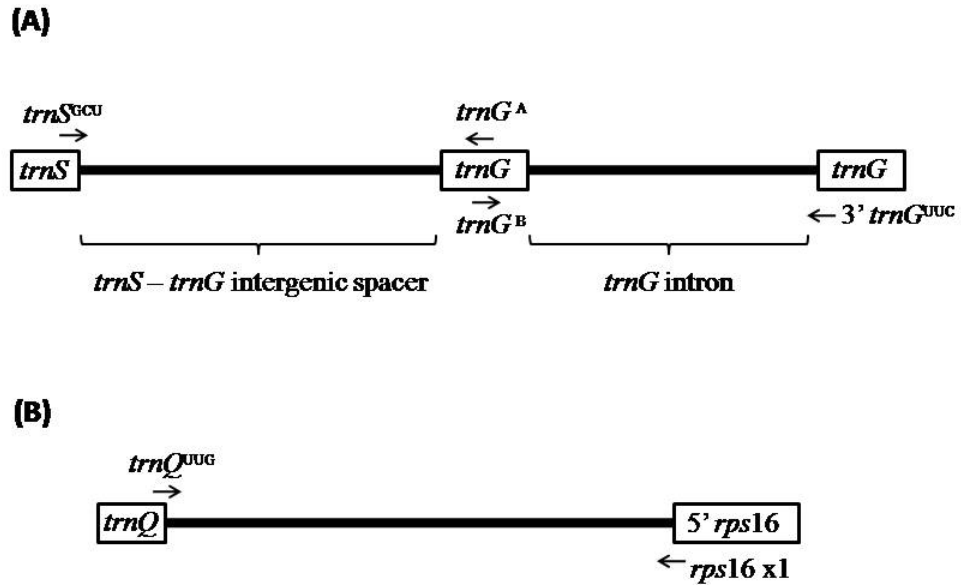 (A)
trnS^GCU
trnG^A
trnS
trnG
trnG
trnG^B
3' trnG^UUC
trnS – trnG intergenic spacer
trnG intron
(B)
trnQ^UUG
trnQ
5' rps16
rps16 x1